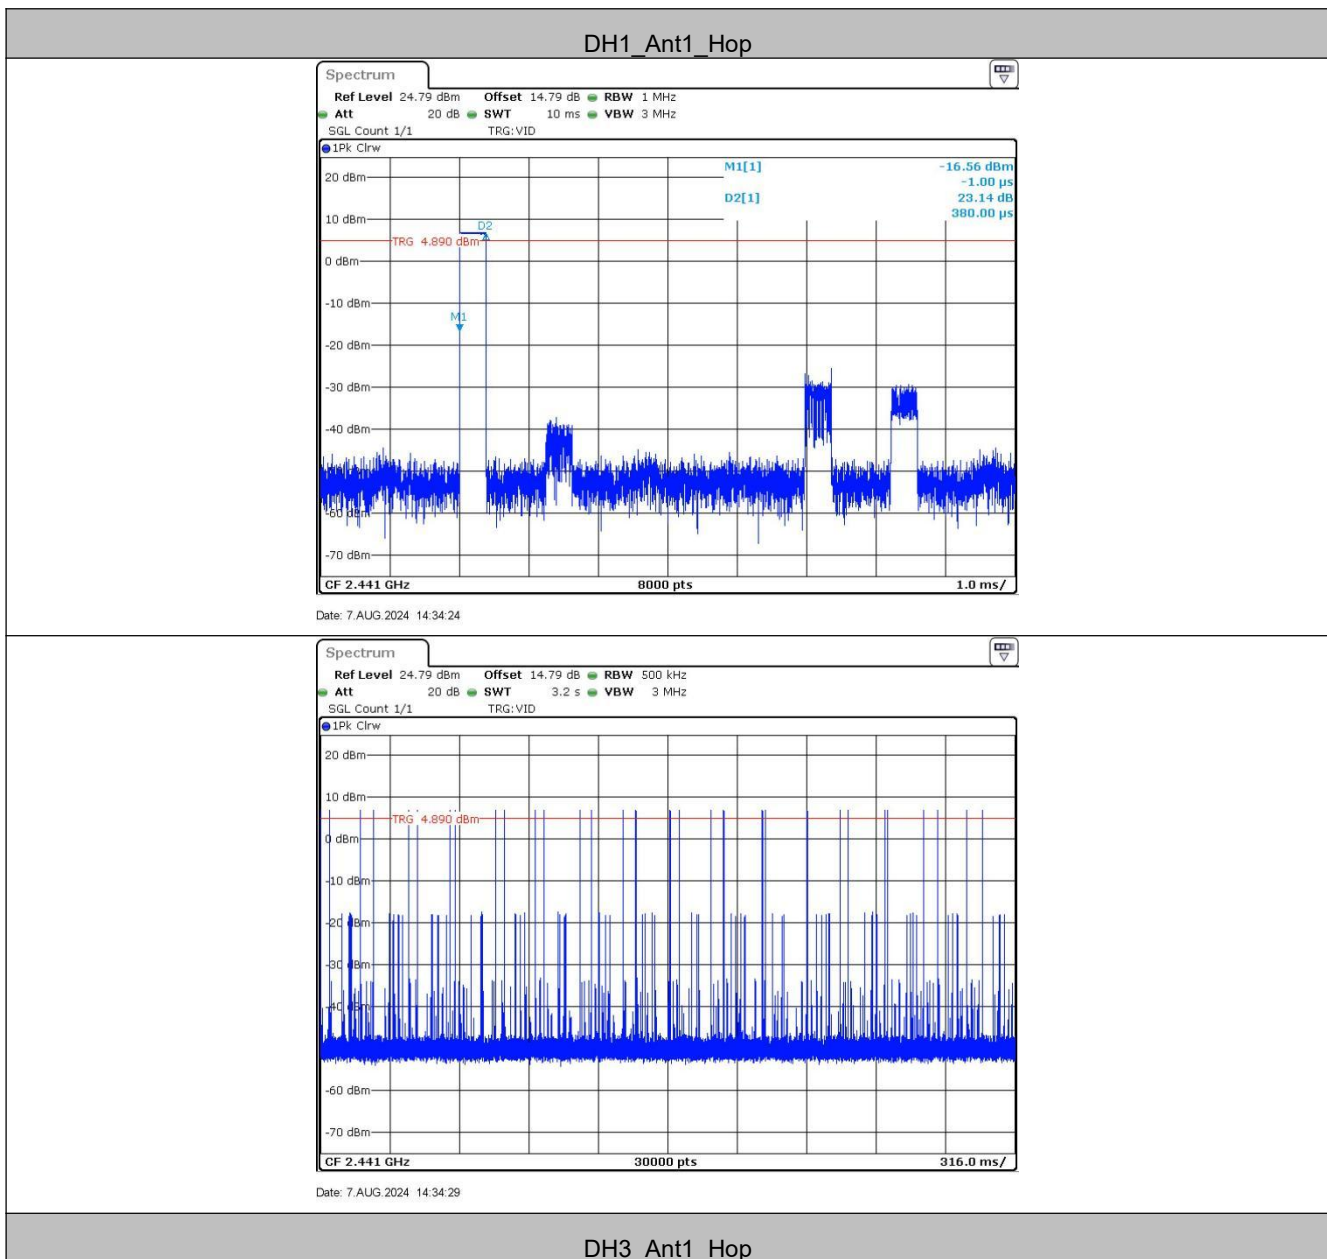 DH1_Ant1_Hop
Spectrum
Ref Level 24.79 dBm Offset 14.79 dB RBW 1 MHz
Att 20 dB SWT 10 ms VBW 3 MHz
SGL Count 1/1 TRG:VID
1Pk Clrw
M1[1] -16.56 dBm
-1.00 µs
D2[1] 23.14 dB
380.00 µs
20 dBm
10 dBm
D2
TRG 4.890 dBm
0 dBm
-10 dBm
M1
-20 dBm
-30 dBm
-40 dBm
-60 dBm
-70 dBm
CF 2.441 GHz 8000 pts 1.0 ms/
Date: 7.AUG.2024 14:34:24
Spectrum
Ref Level 24.79 dBm Offset 14.79 dB RBW 500 kHz
Att 20 dB SWT 3.2 s VBW 3 MHz
SGL Count 1/1 TRG:VID
1Pk Clrw
20 dBm
10 dBm
TRG 4.890 dBm
0 dBm
-10 dBm
-20 dBm
-30 dBm
-40 dBm
-60 dBm
-70 dBm
CF 2.441 GHz 30000 pts 316.0 ms/
Date: 7.AUG.2024 14:34:29
DH3_Ant1_Hop